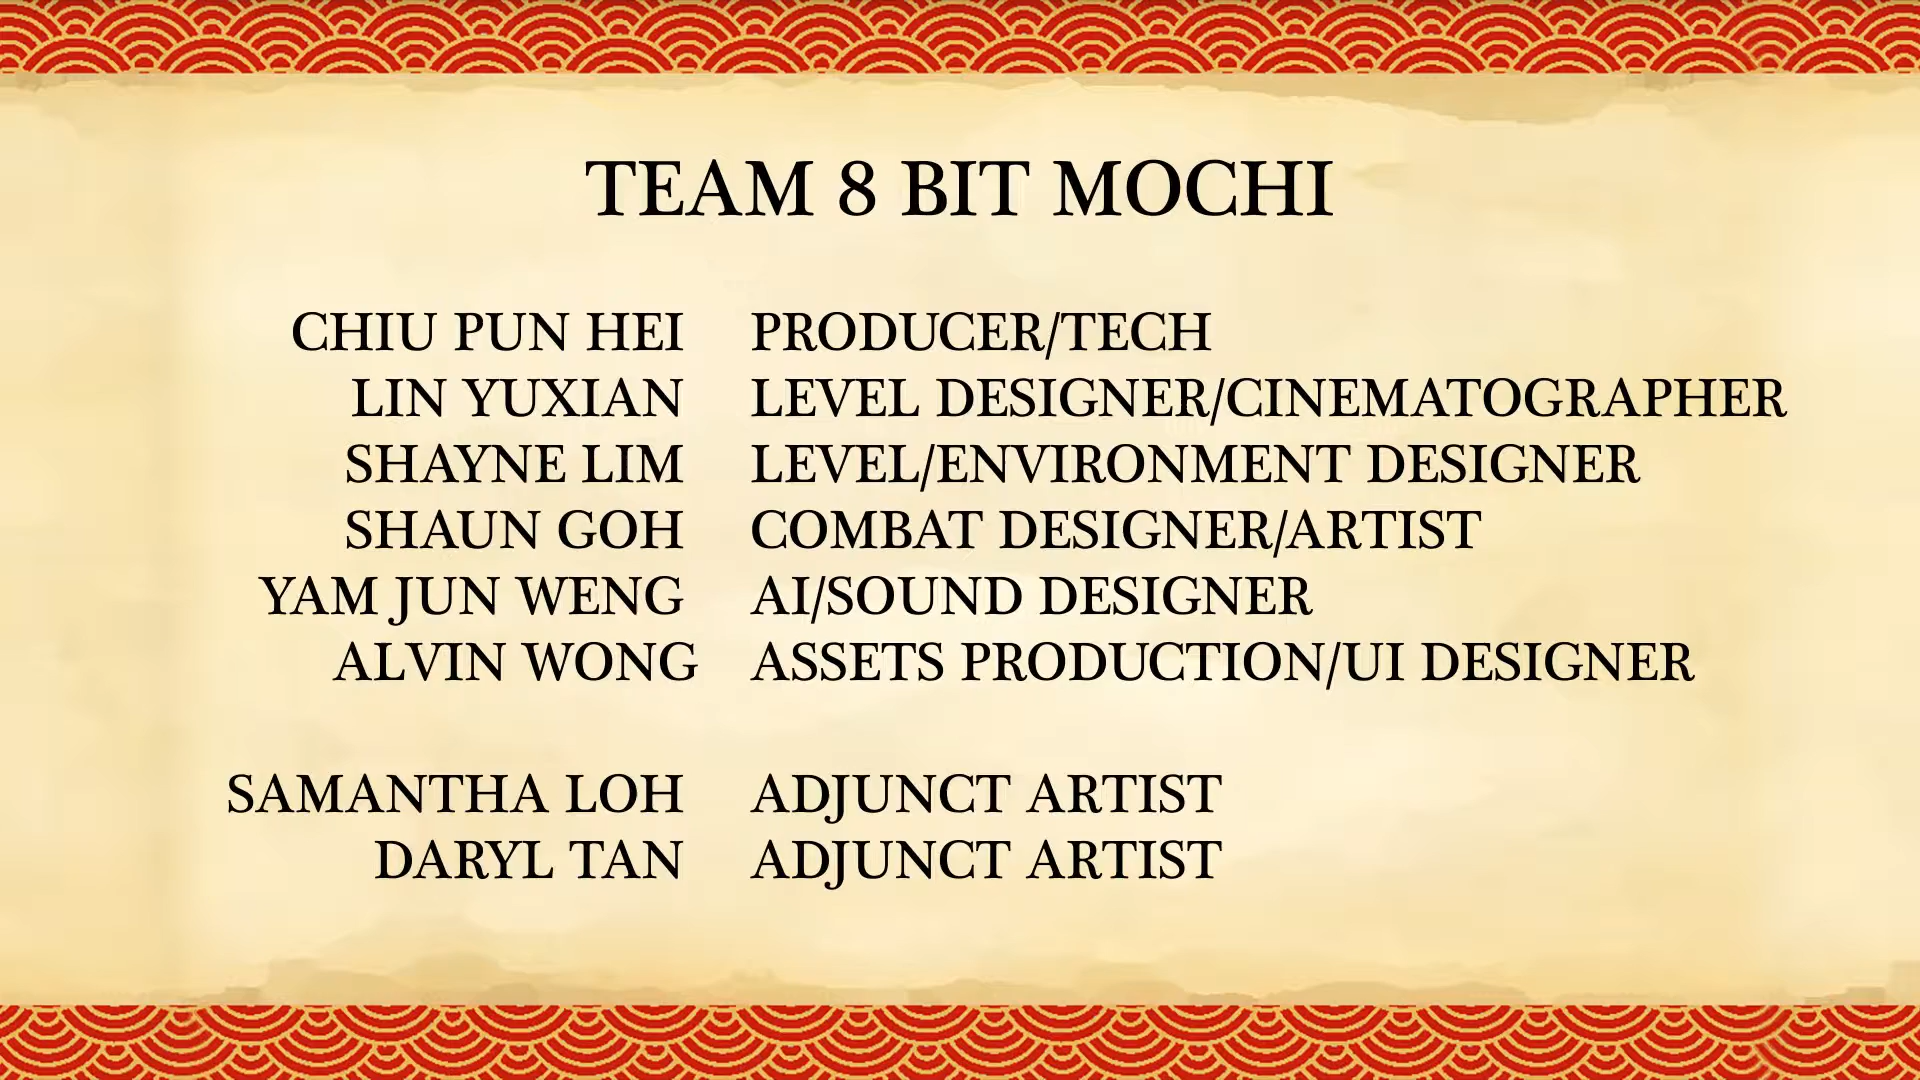 TEAM 8 BIT MOCHI
CHIU PUN HEI PRODUCER/TECH
LIN YUXIAN LEVEL DESIGNER/CINEMATOGRAPHER
SHAYNE LIM LEVEL/ENVIRONMENT DESIGNER
SHAUN GOH COMBAT DESIGNER/ARTIST
YAM JUN WENG AI/SOUND DESIGNER
ALVIN WONG ASSETS PRODUCTION/UI DESIGNER
SAMANTHA LOH ADJUNCT ARTIST
DARYL TAN ADJUNCT ARTIST